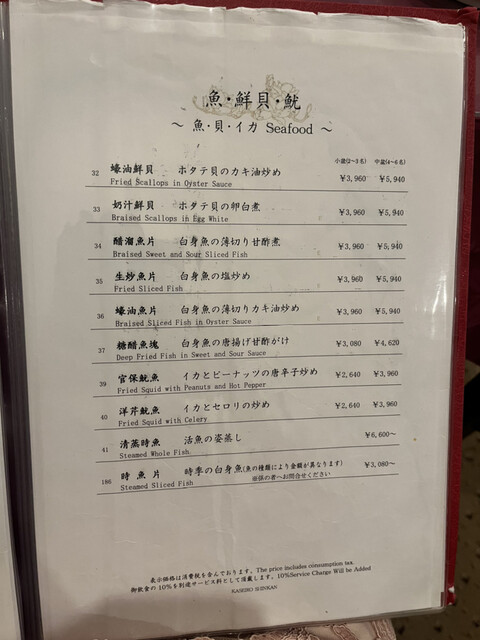 魚・鮮貝・魷
～ 魚・貝・イカ Seafood ～
小盛(2～3名) 中盛(4～6名)
32 蠔油鮮貝 ホタテ貝のカキ油炒め ¥3,960 ¥5,940
Fried Scallops in Oyster Sauce
33 奶汁鮮貝 ホタテ貝の卵白煮 ¥3,960 ¥5,940
Braised Scallops in Egg White
34 醋溜魚片 白身魚の薄切り甘酢煮 ¥3,960 ¥5,940
Braised Sweet and Sour Sliced Fish
35 生炒魚片 白身魚の塩炒め ¥3,960 ¥5,940
Fried Sliced Fish
36 蠔油魚片 白身魚の薄切りカキ油炒め ¥3,960 ¥5,940
Braised Sliced Fish in Oyster Sauce
37 糖醋魚塊 白身魚の唐揚げ甘酢がけ ¥3,080 ¥4,620
Deep Fried Fish in Sweet and Sour Sauce
39 官保魷魚 イカとピーナッツの唐辛子炒め ¥2,640 ¥3,960
Fried Squid with Peanuts and Hot Pepper
40 洋芹魷魚 イカとセロリの炒め ¥2,640 ¥3,960
Fried Squid with Celery
41 清蒸時魚 活魚の姿蒸し ¥6,600～
Steamed Whole Fish
186 時魚片 時季の白身魚(魚の種類により金額が異なります) ¥3,080～
Steamed Sliced Fish 係の者へお問合せください
表示価格は消費税を含んでおります。The price includes consumption tax.
御飲食の10%を別途サービス料として頂戴します。10%Service Charge Will be Added
KASEIRO SHINKAN